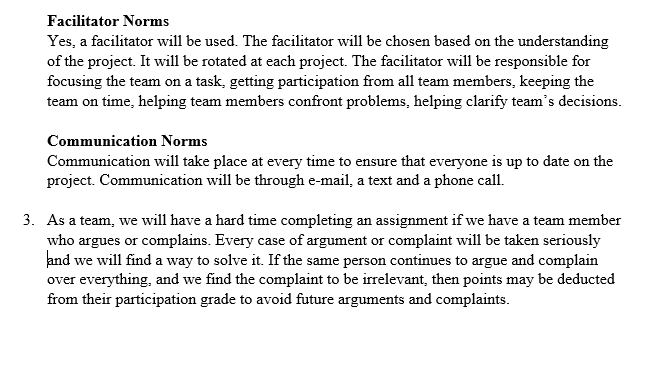 Facilitator Norms
Yes, a facilitator will be used. The facilitator will be chosen based on the understanding
of the project. It will be rotated at each project. The facilitator will be responsible for
focusing the team on a task, getting participation from all team members, keeping the
team on time, helping team members confront problems, helping clarify team's decisions.
Communication Norms
Communication will take place at every time to ensure that everyone is up to date on the
project. Communication will be through e-mail, a text and a phone call.
3. As a team, we will have a hard time completing an assignment if we have a team member
who argues or complains. Every case of argument or complaint will be taken seriously
and we will find a way to solve it. If the same person continues to argue and complain
over everything, and we find the complaint to be irrelevant, then points may be deducted
from their participation grade to avoid future arguments and complaints.